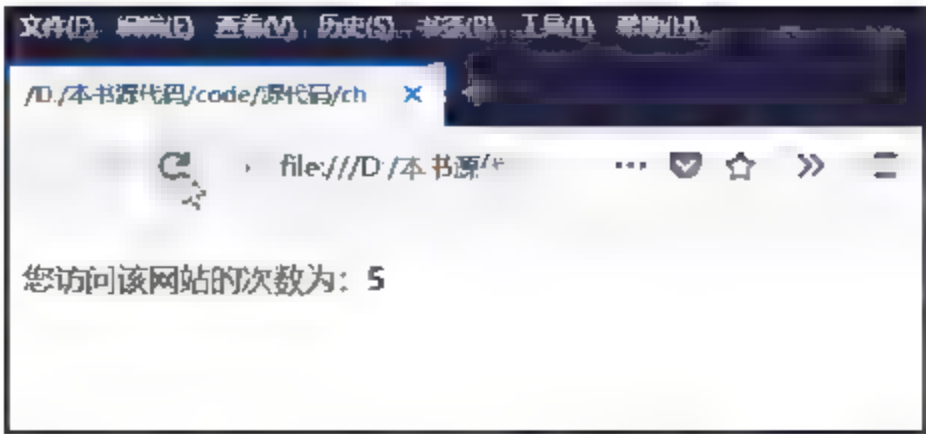 文件(F) 编辑(E) 查看(V) 历史(S) 书签(B) 工具(T) 帮助(H)
/D:/本书源代码/code/源代码/ch ×
file:///D:/本书源
您访问该网站的次数为：5